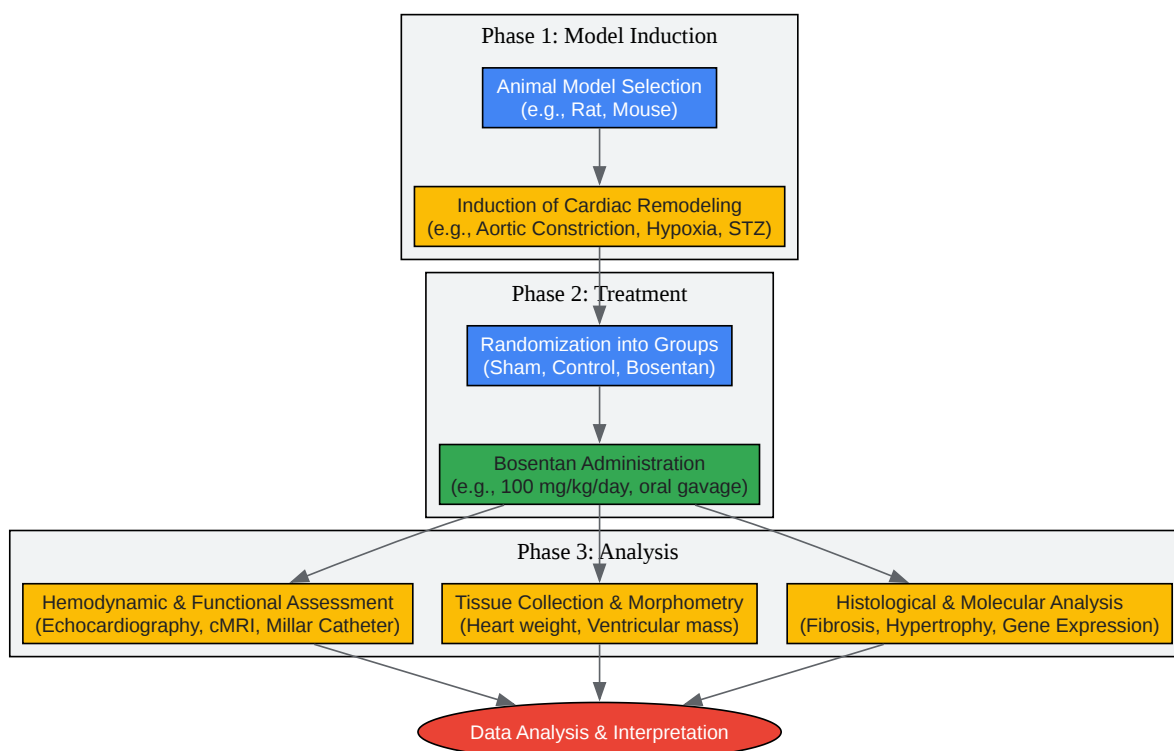 Phase 1: Model Induction
Animal Model Selection
(e.g., Rat, Mouse)
Induction of Cardiac Remodeling
(e.g., Aortic Constriction, Hypoxia, STZ)
Phase 2: Treatment
Randomization into Groups
(Sham, Control, Bosentan)
Bosentan Administration
(e.g., 100 mg/kg/day, oral gavage)
Phase 3: Analysis
Hemodynamic & Functional Assessment
(Echocardiography, cMRI, Millar Catheter)
Tissue Collection & Morphometry
(Heart weight, Ventricular mass)
Histological & Molecular Analysis
(Fibrosis, Hypertrophy, Gene Expression)
Data Analysis & Interpretation